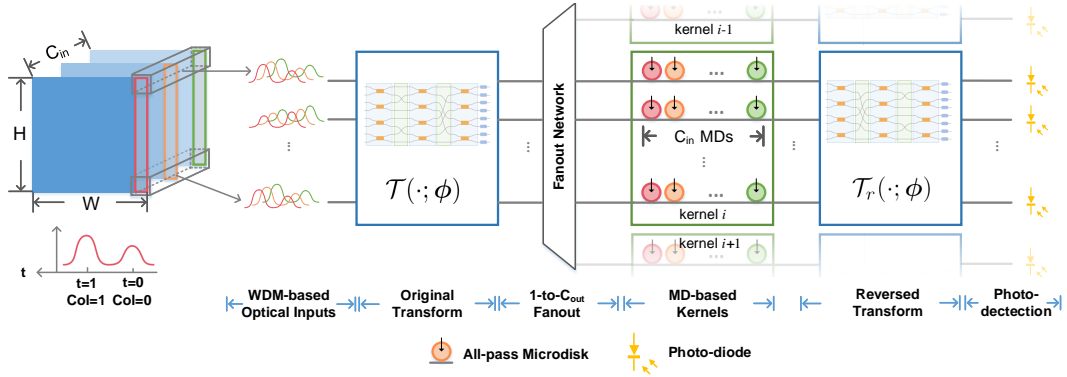 C_in
H
W
t
t=1 t=0
Col=1 Col=0
...
𝒯(·;ϕ)
...
Fanout Network
kernel i-1
...
...
C_in MDs
...
...
kernel i
kernel i+1
...
...
𝒯_r(·;ϕ)
...
WDM-based
Optical Inputs
Original
Transform
1-to-C_out
Fanout
MD-based
Kernels
Reversed
Transform
Photo-
dectection
All-pass Microdisk
Photo-diode